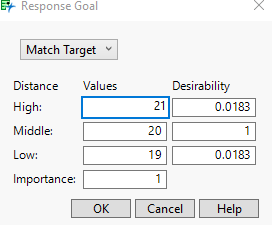 Response Goal
Match Target
Distance Values Desirability
High: 21 0.0183
Middle: 20 1
Low: 19 0.0183
Importance: 1
OK Cancel Help